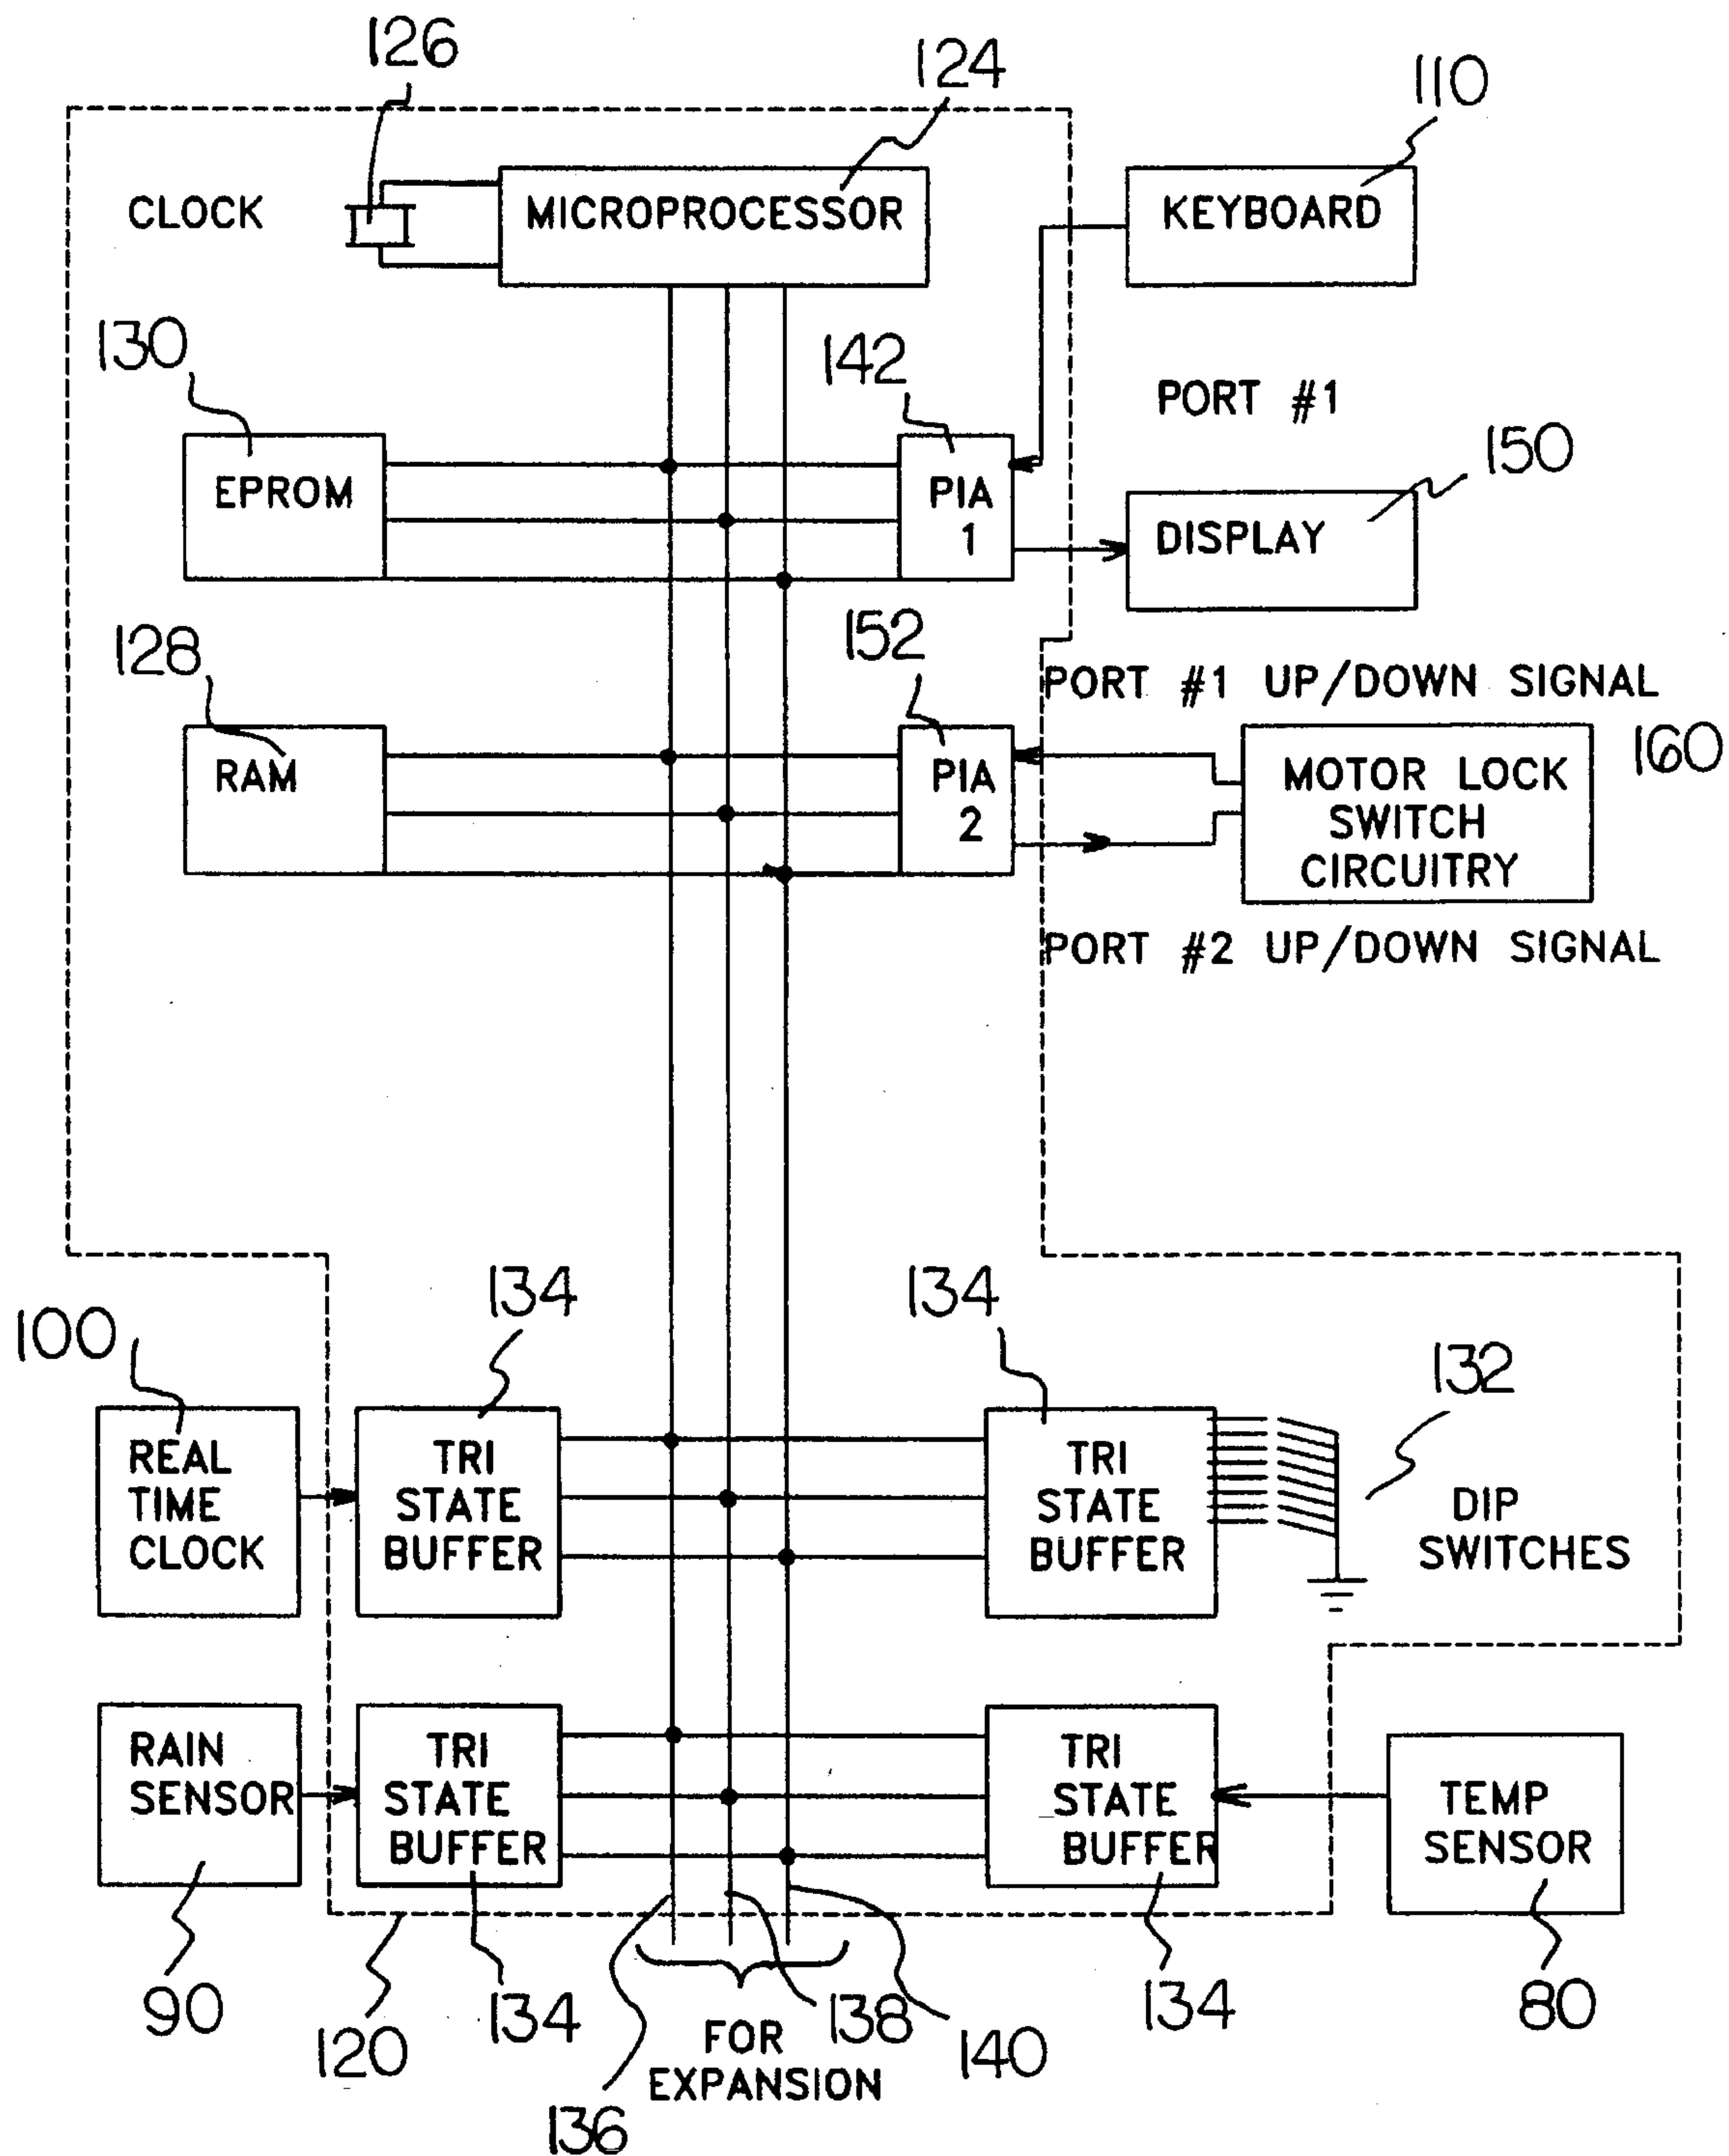 126
124
110
CLOCK
MICROPROCESSOR
KEYBOARD
130
142
PORT #1
150
EPROM
PIA
1
DISPLAY
128
152
PORT #1 UP/DOWN SIGNAL
160
RAM
PIA
2
MOTOR LOCK
SWITCH
CIRCUITRY
PORT #2 UP/DOWN SIGNAL
100
134
134
132
REAL
TIME
CLOCK
TRI
STATE
BUFFER
TRI
STATE
BUFFER
DIP
SWITCHES
RAIN
SENSOR
TRI
STATE
BUFFER
TRI
STATE
BUFFER
TEMP
SENSOR
90
120
134
136
FOR
EXPANSION
138
140
134
80